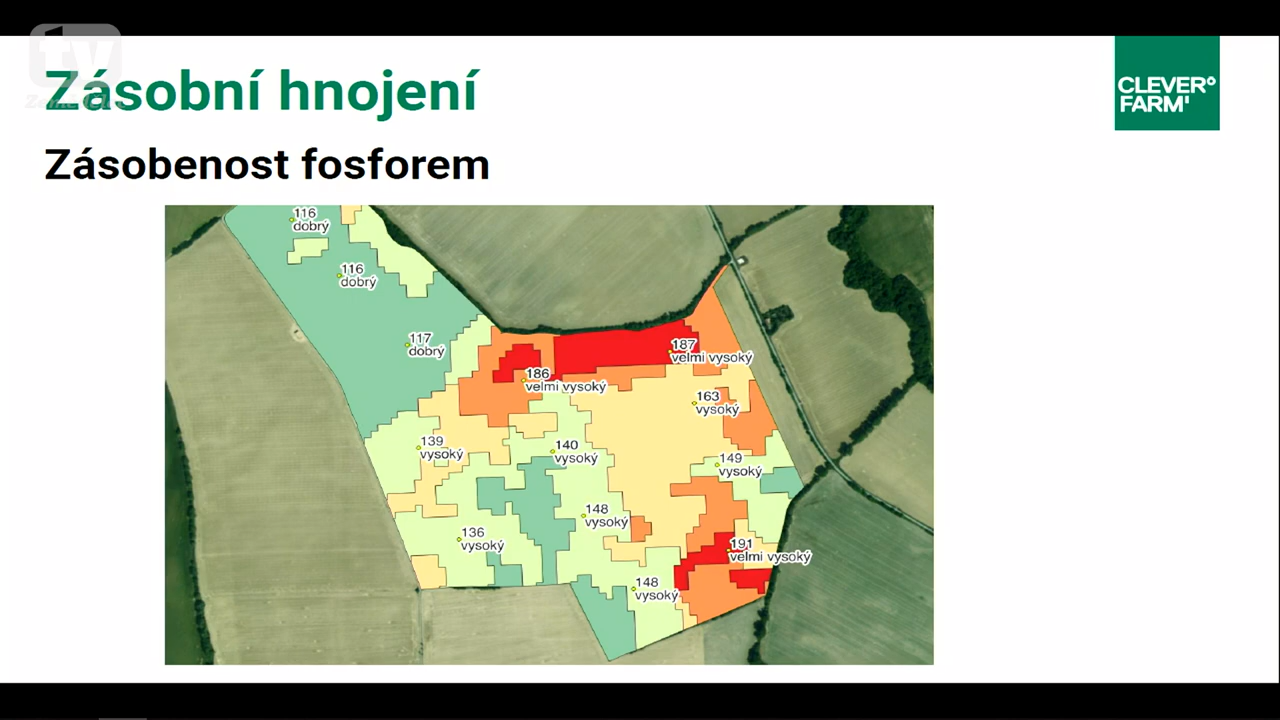 tv
Zásobní hnojení
CLEVER°
FARM'
Zásobenost fosforem
116
dobrý
116
dobrý
117
dobrý
187
velmi vysoký
186
velmi vysoký
163
vysoký
139
vysoký
140
vysoký
149
vysoký
148
vysoký
136
vysoký
191
velmi vysoký
148
vysoký